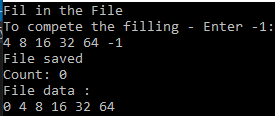 Fil in the File
To compete the filling - Enter -1:
4 8 16 32 64 -1
File saved
Count: 0
File data :
0 4 8 16 32 64